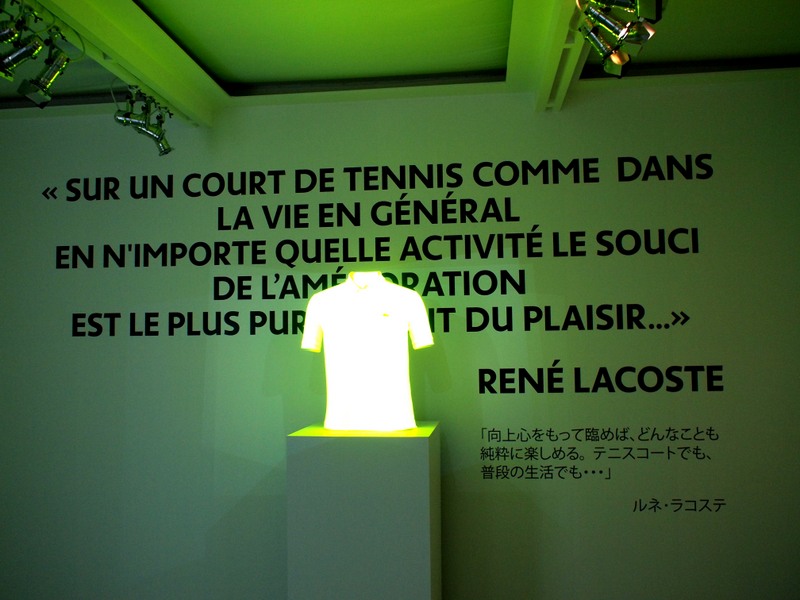 « SUR UN COURT DE TENNIS COMME DANS
LA VIE EN GÉNÉRAL
EN N'IMPORTE QUELLE ACTIVITÉ LE SOUCI
DE L'AMÉ RATION
EST LE PLUS PUR NT DU PLAISIR...»
RENÉ LACOSTE
「向上心をもって臨めば、どんなことも
純粋に楽しめる。テニスコートでも、
普段の生活でも・・・」
ルネ・ラコステ